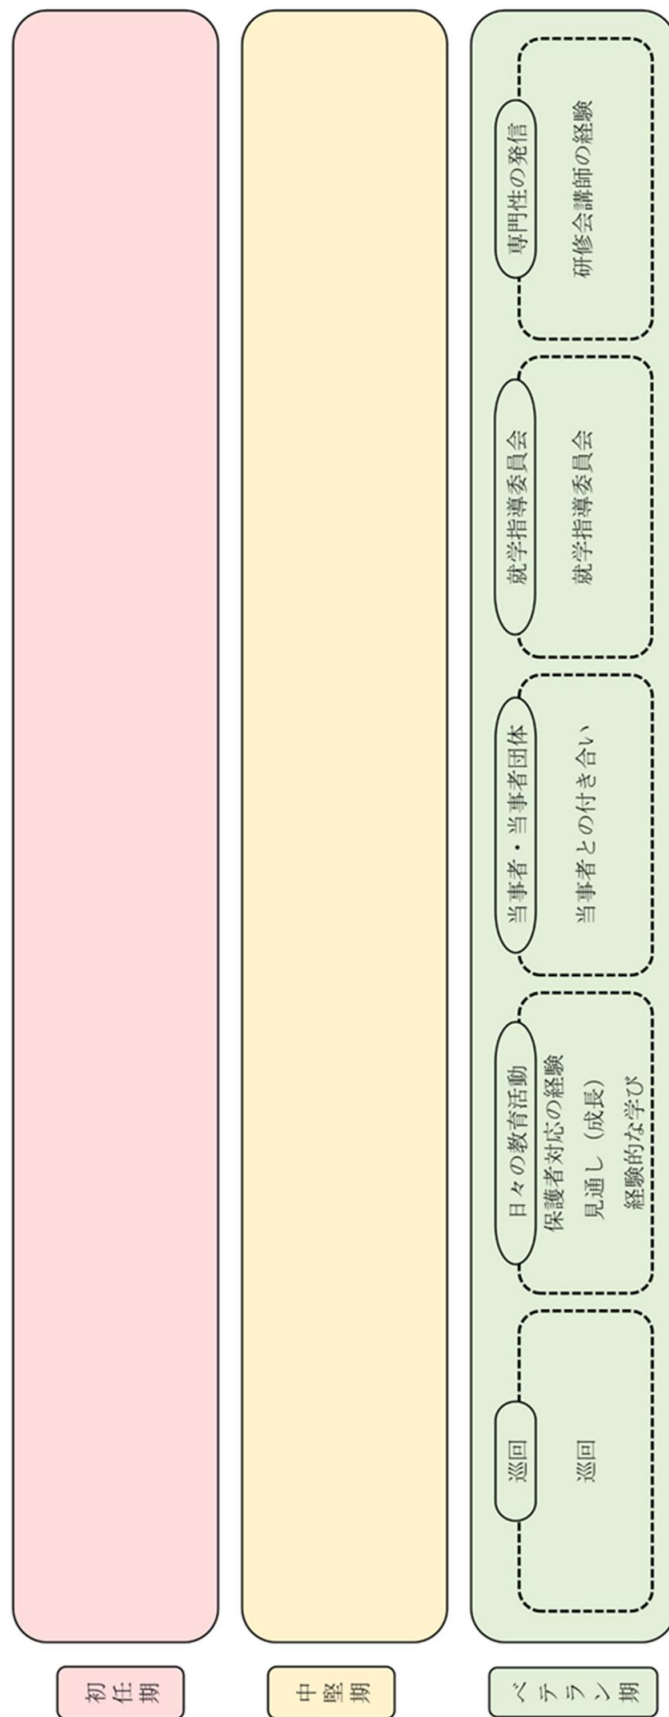 初任期
中堅期
ベテラン期
巡回
巡回
日々の教育活動
保護者対応の経験
見通し（成長）
経験的な学び
当事者・当事者団体
当事者との付き合い
就学指導委員会
就学指導委員会
専門性の発信
研修会講師の経験